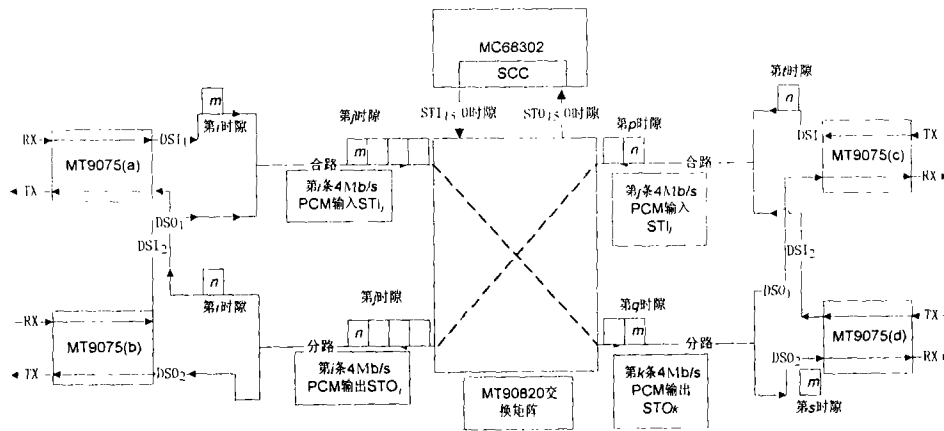 MC68302
SCC
STI15 0时隙
STO15 0时隙
m
第i时隙
第j时隙
第p时隙
第t时隙
n
RX
DSI1
MT9075(a)
TX
合路
m
n
合路
DSI
TX
MT9075(c)
RX
第i条4Mb/s
PCM输入STIi
第j条4Mb/s
PCM输入
STIj
DSO1
DSI2
DSI2
DSO1
n
第i时隙
第j时隙
第q时隙
RX
MT9075(b)
TX
DSO2
分路
n
m
分路
TX
MT9075(d)
DSO2
RX
第i条4Mb/s
PCM输出STOi
MT90820交
换矩阵
第k条4Mb/s
PCM输出
STOk
m
第s时隙